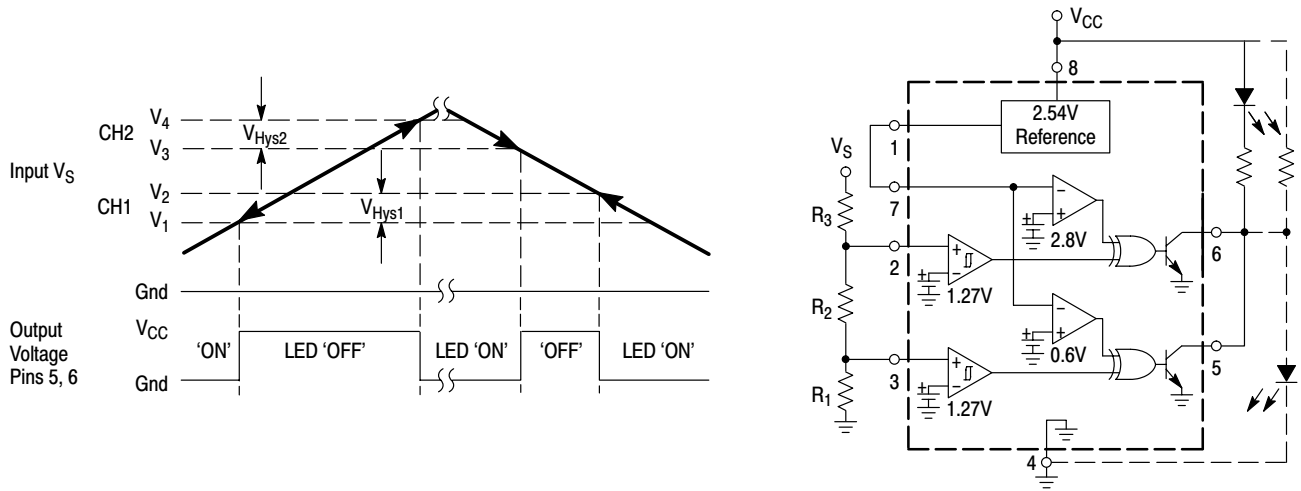 CH2
V4
V3
VHys2
Input VS
CH1
V2
V1
VHys1
Gnd
Output
Voltage
Pins 5, 6
VCC
Gnd
'ON'
LED 'OFF'
LED 'ON'
'OFF'
LED 'ON'
VCC
8
2.54V
Reference
1
VS
7
R3
2.8V
6
2
1.27V
R2
0.6V
5
3
1.27V
R1
4